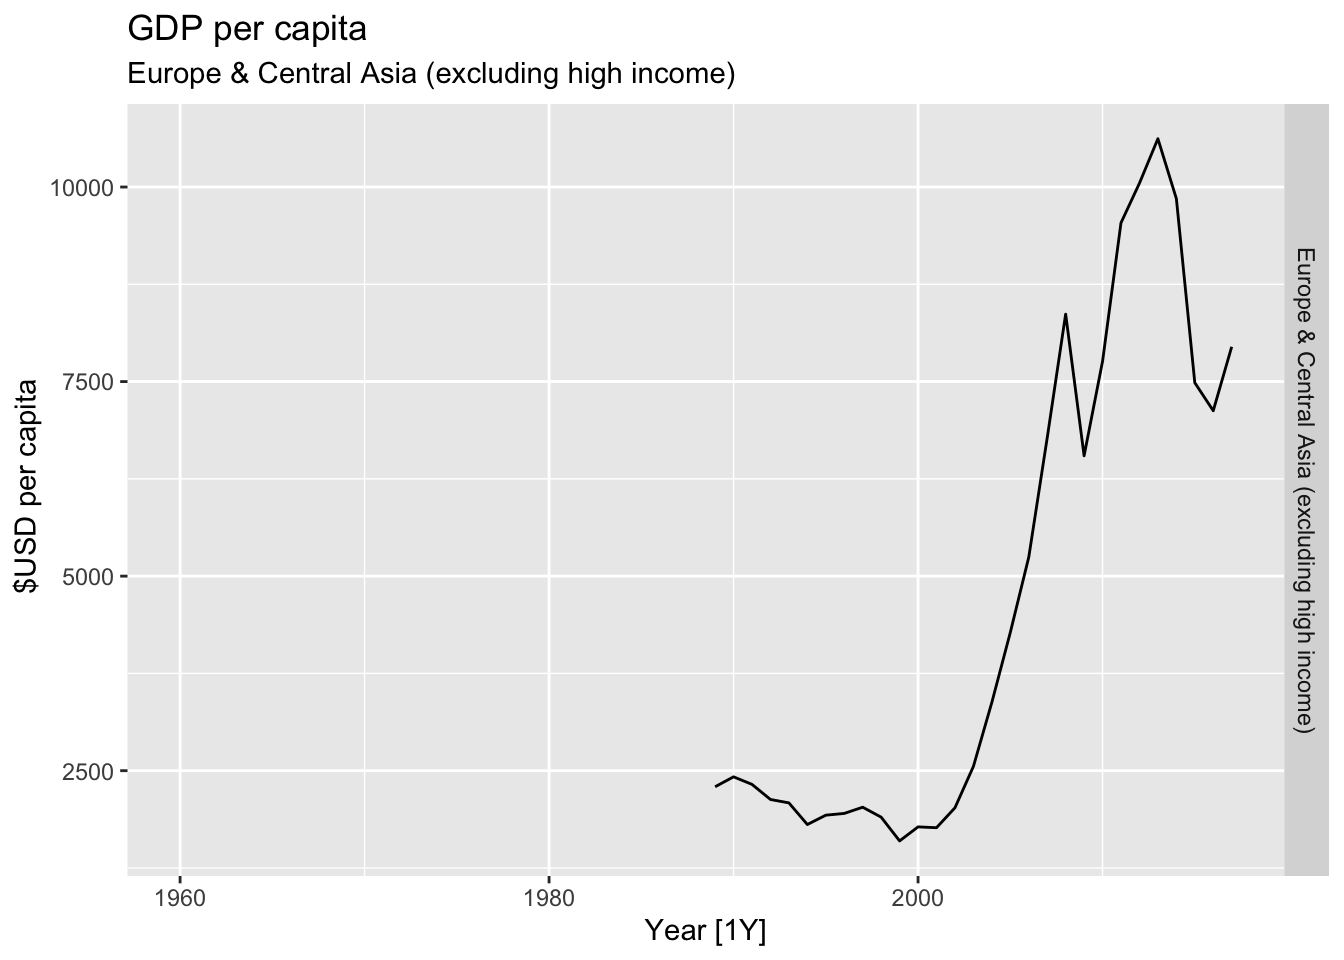 GDP per capita
Europe & Central Asia (excluding high income)
10000
7500
5000
2500
$USD per capita
Europe & Central Asia (excluding high income)
1960
1980
2000
Year [1Y]